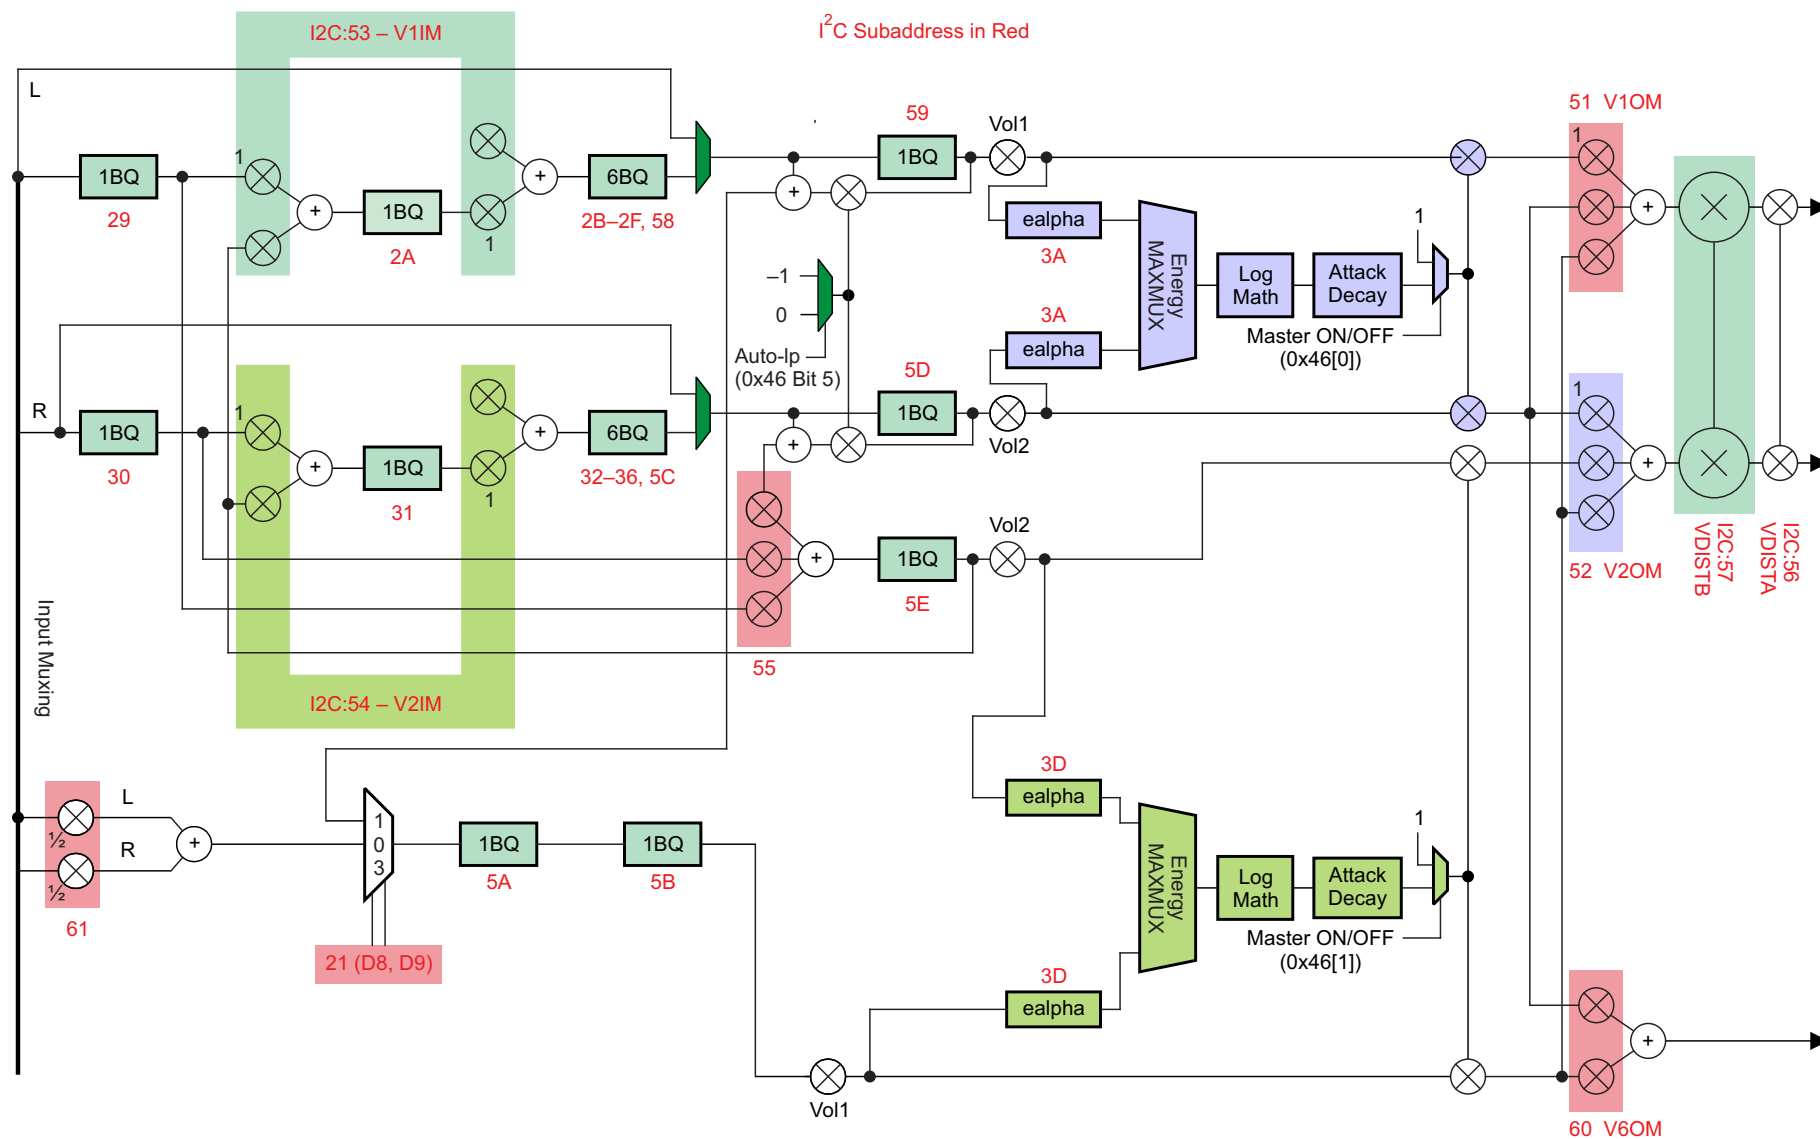 I2C:53 – V1IM
I²C Subaddress in Red
L
1BQ
29
1
+
1BQ
2A
1
+
6BQ
2B–2F, 58
59
1BQ
Vol1
+
51 V1OM
1
+
ealpha
3A
3A
ealpha
Energy
MAXMUX
Log
Math
Attack
Decay
1
Master ON/OFF
(0x46[0])
–1
0
Auto-lp
(0x46 Bit 5)
R
1BQ
30
1
+
1BQ
31
1
+
6BQ
32–36, 5C
5D
1BQ
Vol2
+
1
+
52 V2OM
I2C:57
VDISTB
I2C:56
VDISTA
+
55
1BQ
5E
Vol2
I2C:54 – V2IM
Input Muxing
L
½
R
½
61
+
1
0
3
21 (D8, D9)
1BQ
5A
1BQ
5B
3D
ealpha
3D
ealpha
Energy
MAXMUX
Log
Math
Attack
Decay
1
Master ON/OFF
(0x46[1])
Vol1
+
60 V6OM